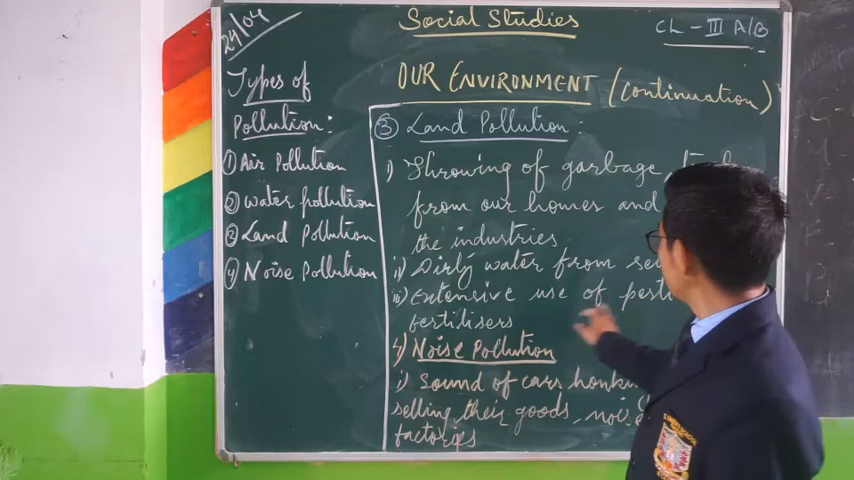 24/04
Social Studies
CL - III A/B
Types of
Pollution:
① Air Pollution
② Water pollution
③ Land Pollution
④ Noise Pollution
OUR ENVIRONMENT (Continuation)
③ Land Pollution:
i) Throwing of garbage
from our homes and
the industries
ii) Dirty water from
iii) Extensive use of
fertilisers
4) Noise Pollution
i) Sound of cars
selling their goods,
factories